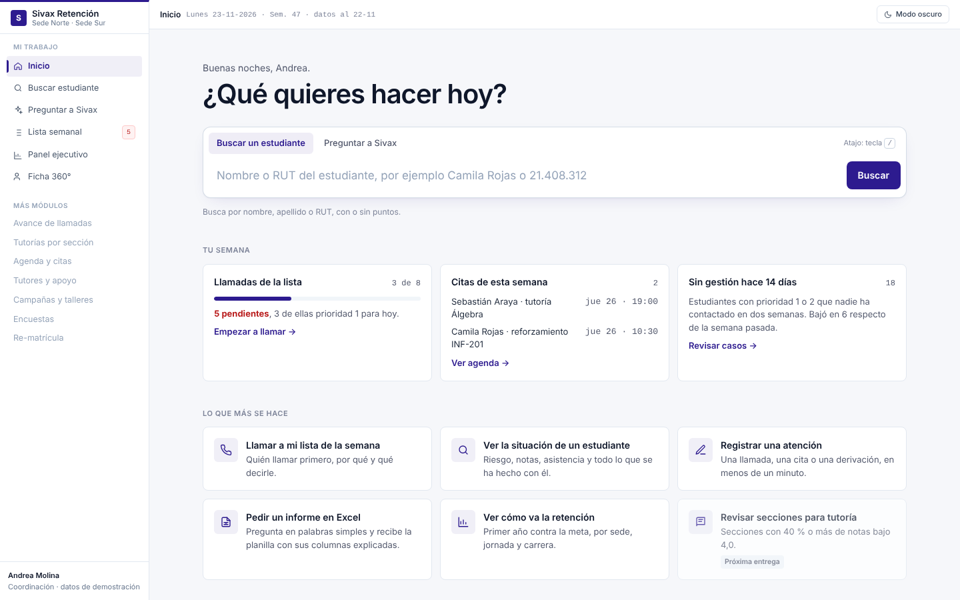 S
Sivax Retención
Sede Norte · Sede Sur
MI TRABAJO
Inicio
Buscar estudiante
Preguntar a Sivax
Lista semanal
5
Panel ejecutivo
Ficha 360°
MÁS MÓDULOS
Avance de llamadas
Tutorías por sección
Agenda y citas
Tutores y apoyo
Campañas y talleres
Encuestas
Re-matrícula
Andrea Molina
Coordinación · datos de demostración
Inicio
Lunes 23-11-2026 · Sem. 47 · datos al 22-11
Modo oscuro
Buenas noches, Andrea.
¿Qué quieres hacer hoy?
Buscar un estudiante
Preguntar a Sivax
Atajo: tecla /
Nombre o RUT del estudiante, por ejemplo Camila Rojas o 21.408.312
Buscar
Busca por nombre, apellido o RUT, con o sin puntos.
TU SEMANA
Llamadas de la lista
3 de 8
5 pendientes, 3 de ellas prioridad 1 para hoy.
Empezar a llamar →
Citas de esta semana
2
Sebastián Araya · tutoría
Álgebra
jue 26 · 19:00
Camila Rojas · reforzamiento
INF-201
jue 26 · 10:30
Ver agenda →
Sin gestión hace 14 días
18
Estudiantes con prioridad 1 o 2 que nadie ha
contactado en dos semanas. Bajó en 6 respecto
de la semana pasada.
Revisar casos →
LO QUE MÁS SE HACE
Llamar a mi lista de la semana
Quién llamar primero, por qué y qué
decirle.
Ver la situación de un estudiante
Riesgo, notas, asistencia y todo lo que se
ha hecho con él.
Registrar una atención
Una llamada, una cita o una derivación, en
menos de un minuto.
Pedir un informe en Excel
Pregunta en palabras simples y recibe la
planilla con sus columnas explicadas.
Ver cómo va la retención
Primer año contra la meta, por sede,
jornada y carrera.
Revisar secciones para tutoría
Secciones con 40 % o más de notas bajo
4,0.
Próxima entrega